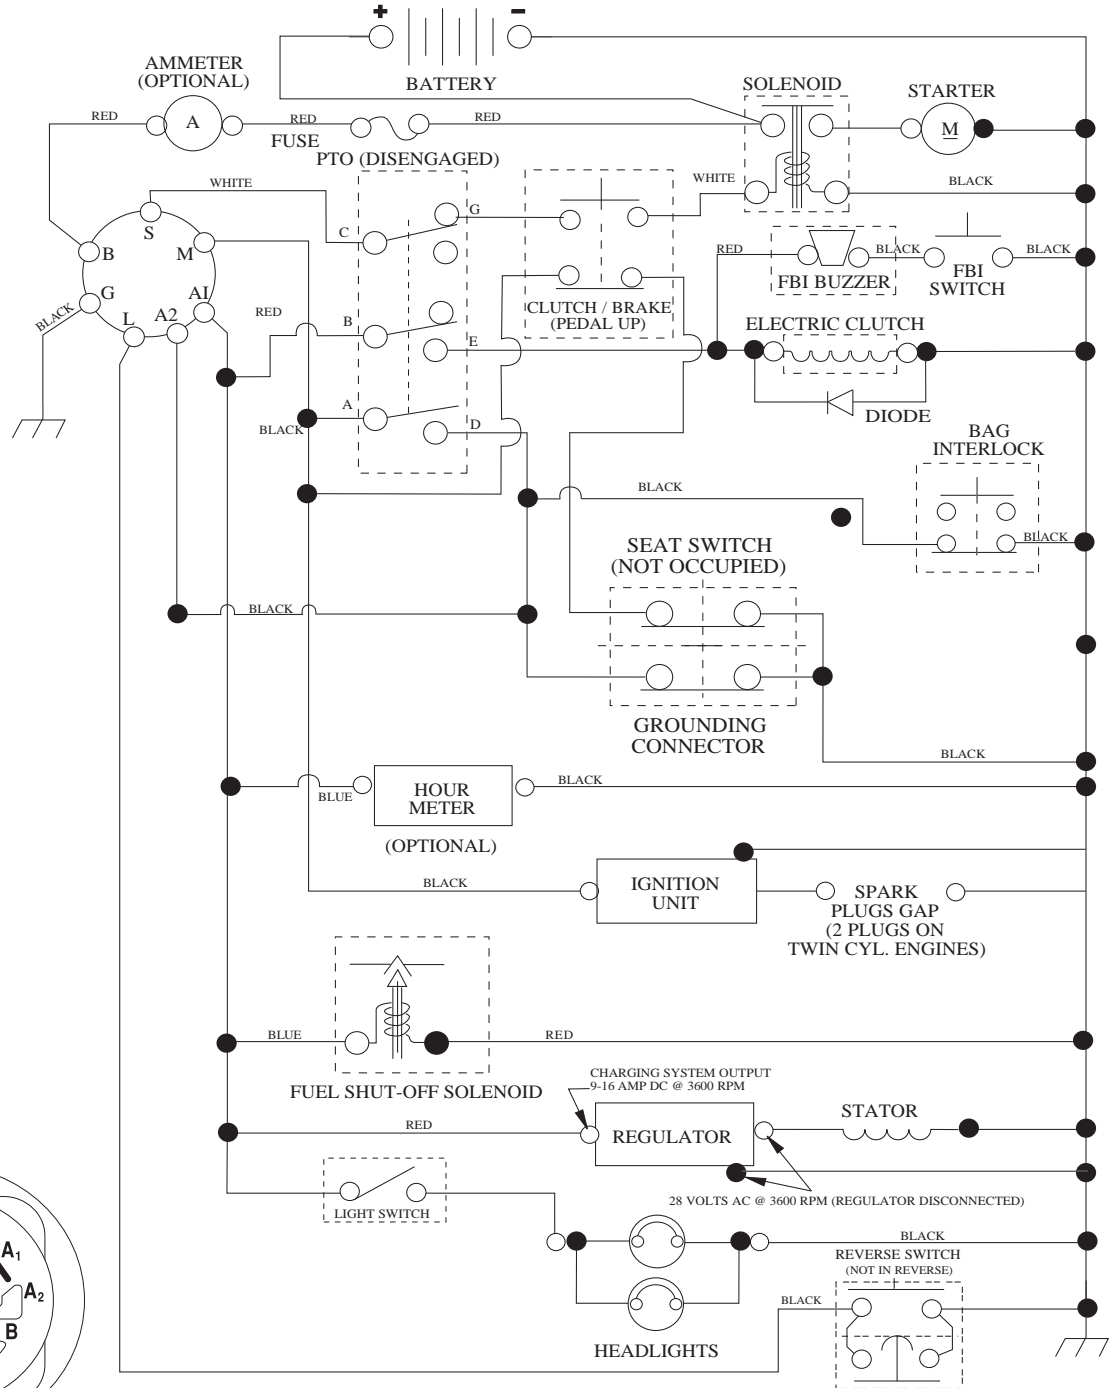 +
–
BATTERY
AMMETER
(OPTIONAL)
RED
A
RED
FUSE
RED
SOLENOID
STARTER
M
PTO (DISENGAGED)
WHITE
WHITE
BLACK
S
B
M
G
AI
L
A2
BLACK
RED
C
G
B
E
A
D
BLACK
CLUTCH / BRAKE
(PEDAL UP)
RED
BLACK
BLACK
FBI BUZZER
FBI
SWITCH
ELECTRIC CLUTCH
DIODE
BAG
INTERLOCK
BLACK
BLACK
SEAT SWITCH
(NOT OCCUPIED)
BLACK
GROUNDING
CONNECTOR
BLACK
BLUE
HOUR
METER
BLACK
(OPTIONAL)
BLACK
IGNITION
UNIT
SPARK
PLUGS GAP
(2 PLUGS ON
TWIN CYL. ENGINES)
BLUE
RED
FUEL SHUT-OFF SOLENOID
CHARGING SYSTEM OUTPUT
9-16 AMP DC @ 3600 RPM
RED
REGULATOR
STATOR
28 VOLTS AC @ 3600 RPM (REGULATOR DISCONNECTED)
LIGHT SWITCH
BLACK
REVERSE SWITCH
(NOT IN REVERSE)
BLACK
HEADLIGHTS
A1
A2
B